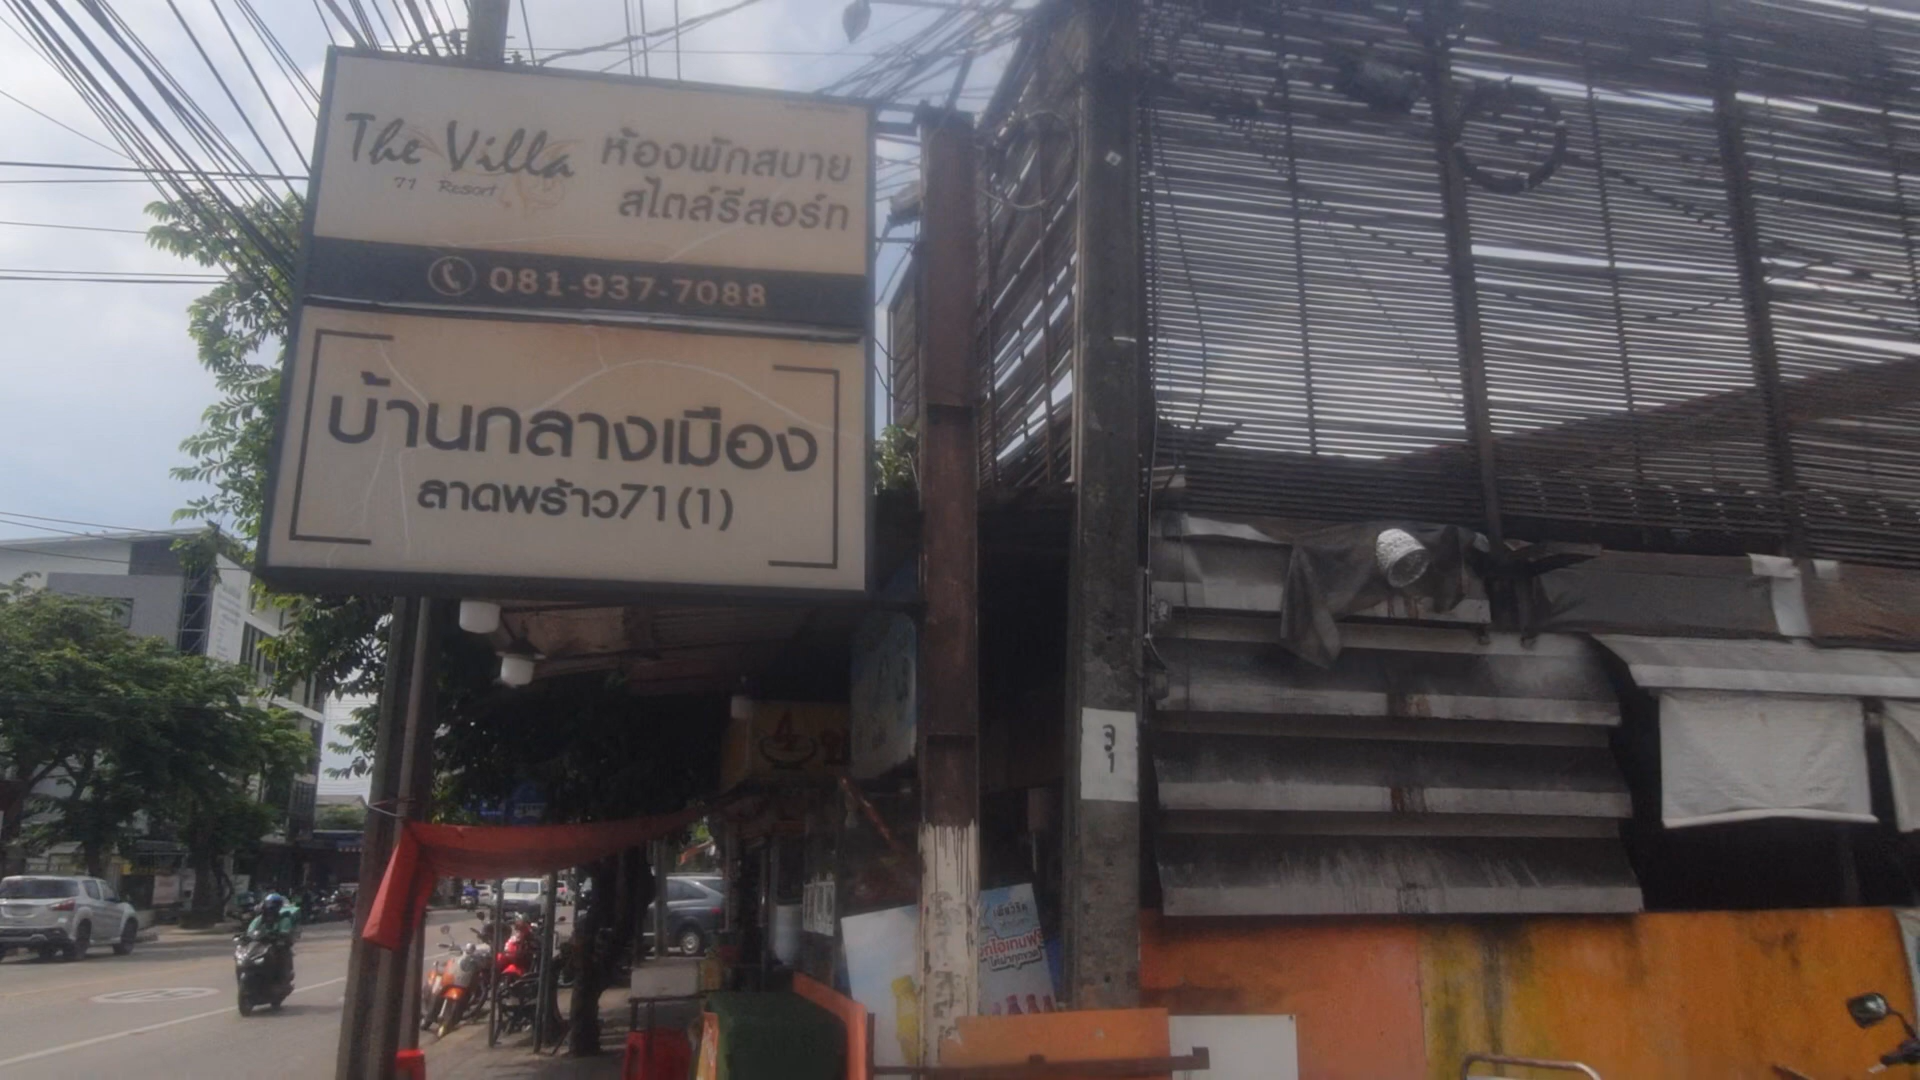 The Villa
71 Resort
ห้องพักสบาย
สไตล์รีสอร์ท
081-937-7088
บ้านกลางเมือง
ลาดพร้าว71(1)
3
1